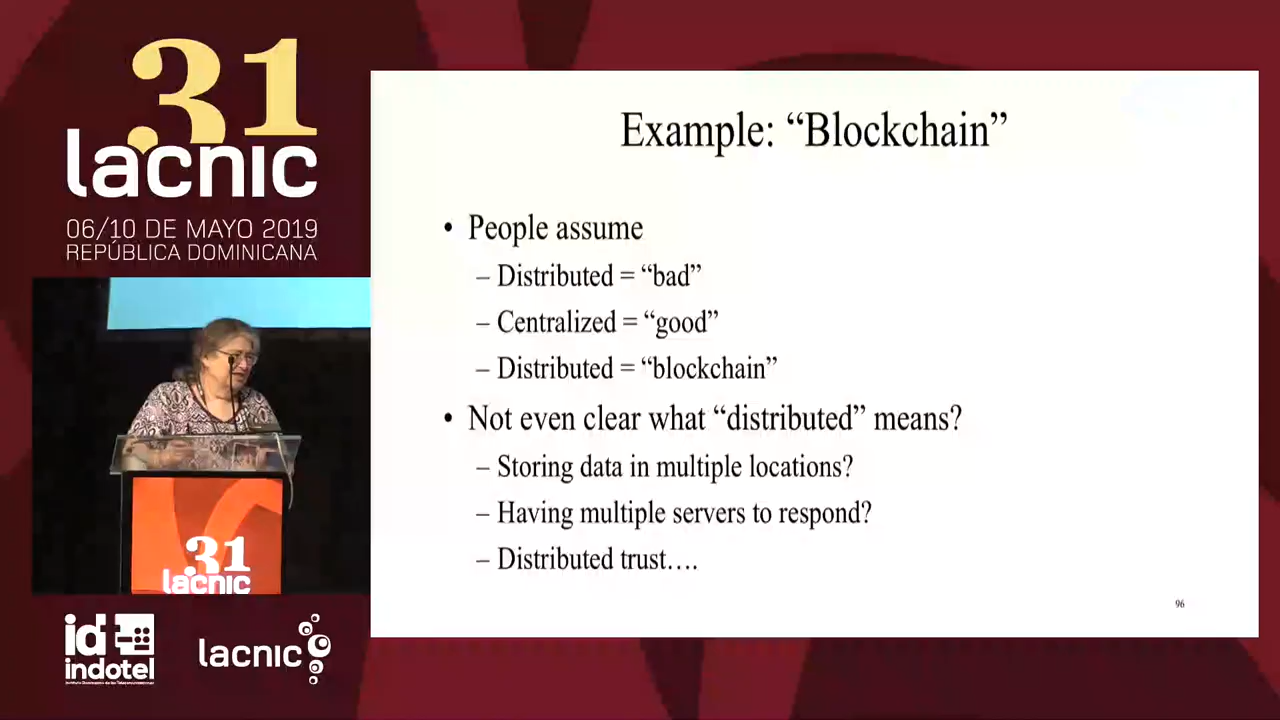 31
lacnic
06/10 DE MAYO 2019
REPÚBLICA DOMINICANA
Example: “Blockchain”
• People assume
– Distributed = “bad”
– Centralized = “good”
– Distributed = “blockchain”
• Not even clear what “distributed” means?
– Storing data in multiple locations?
– Having multiple servers to respond?
– Distributed trust….
96
31
lacnic
id
indotel
lacnic